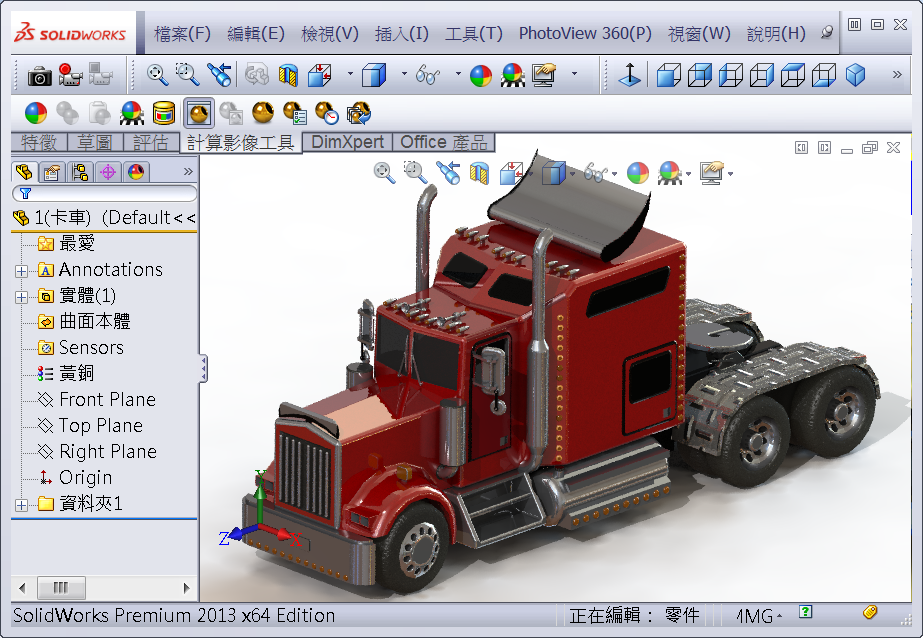 SOLIDWORKS 檔案(F) 編輯(E) 檢視(V) 插入(I) 工具(T) PhotoView 360(P) 視窗(W) 說明(H)
特徵 草圖 評估 計算影像工具 DimXpert Office 產品
1(卡車) (Default<<
最愛
Annotations
實體(1)
曲面本體
Sensors
黃銅
Front Plane
Top Plane
Right Plane
Origin
資料夾1
Y
Z
X
SolidWorks Premium 2013 x64 Edition 正在編輯： 零件 4MG